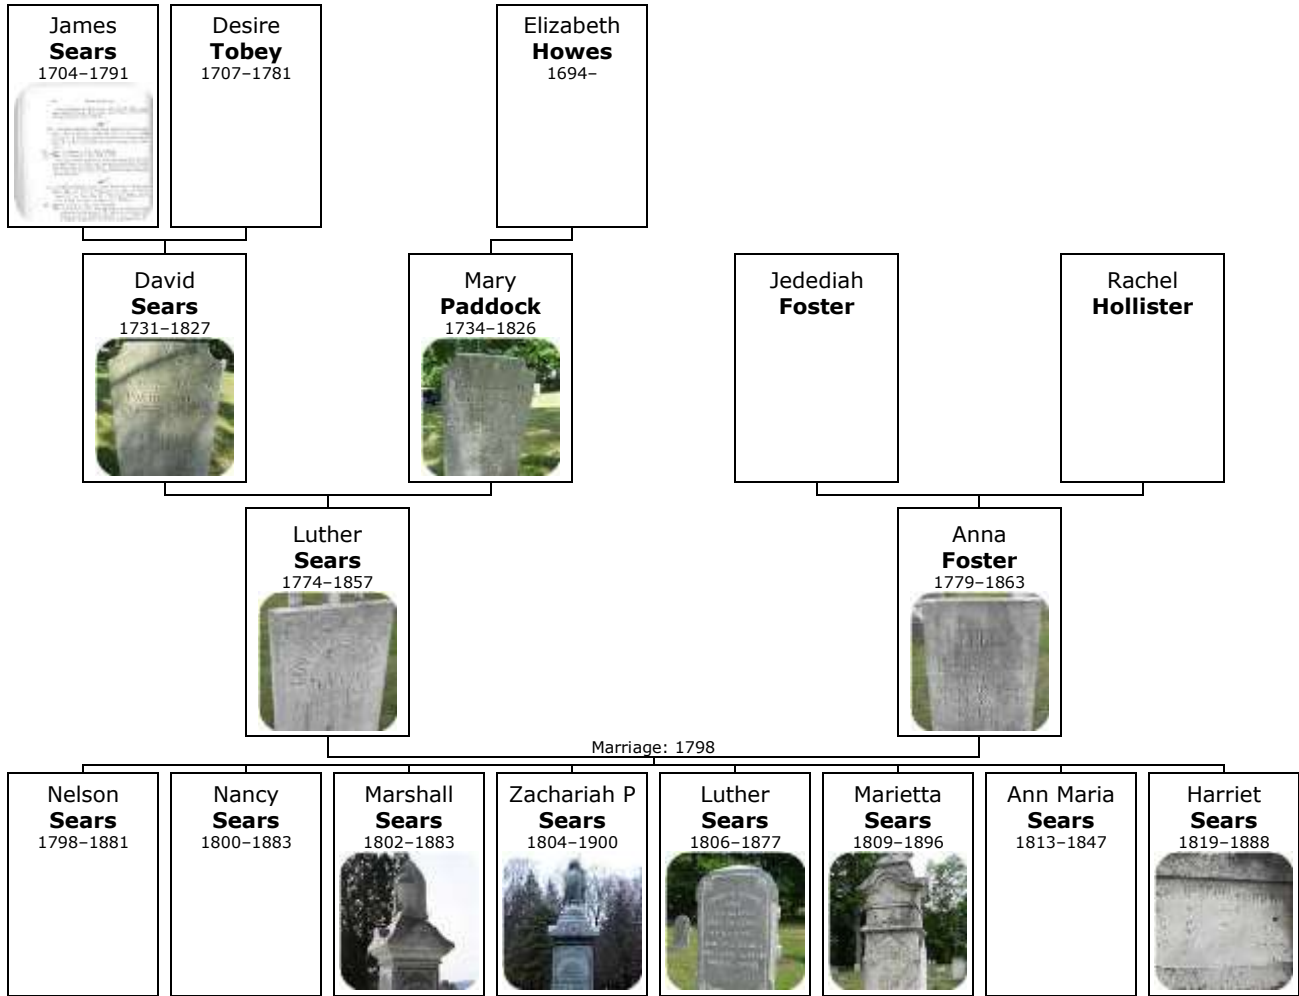 James
Sears
1704–1791
Desire
Tobey
1707–1781
Elizabeth
Howes
1694–
David
Sears
1731–1827
Mary
Paddock
1734–1826
Jedediah
Foster
Rachel
Hollister
Luther
Sears
1774–1857
Anna
Foster
1779–1863
Marriage: 1798
Nelson
Sears
1798–1881
Nancy
Sears
1800–1883
Marshall
Sears
1802–1883
Zachariah P
Sears
1804–1900
Luther
Sears
1806–1877
Marietta
Sears
1809–1896
Ann Maria
Sears
1813–1847
Harriet
Sears
1819–1888